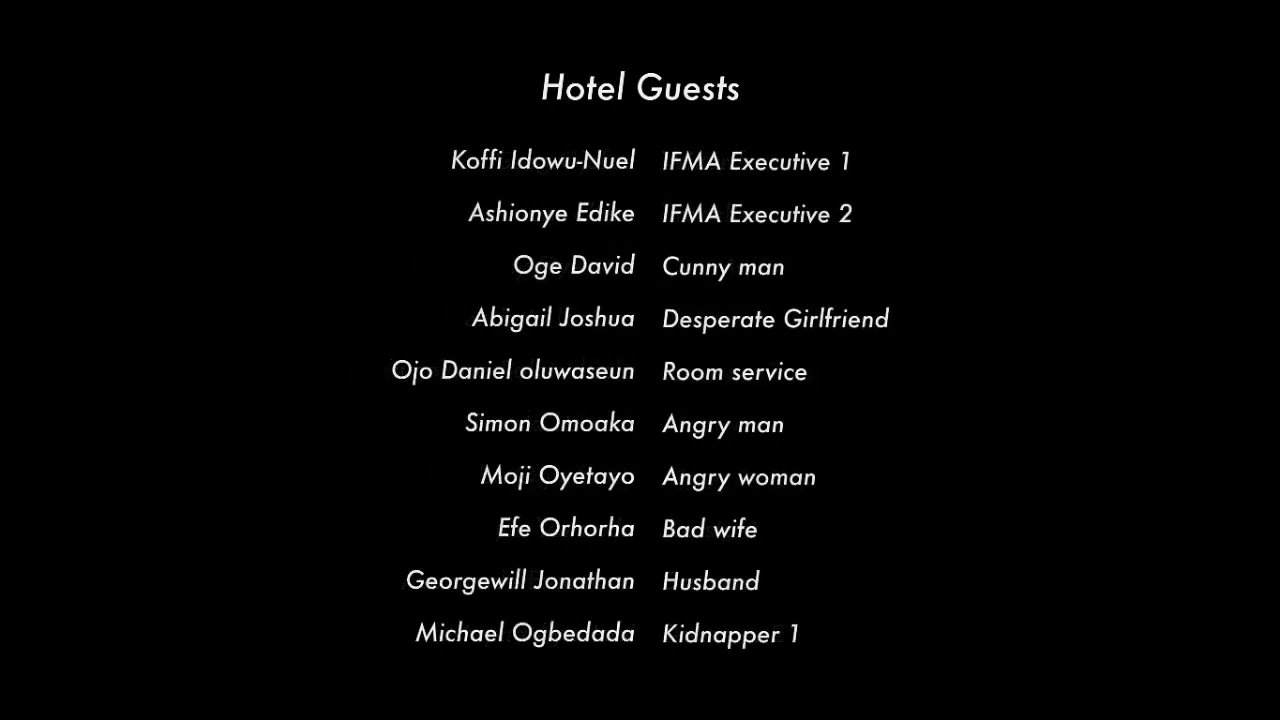 Hotel Guests
Koffi Idowu-Nuel IFMA Executive 1
Ashionye Edike IFMA Executive 2
Oge David Cunny man
Abigail Joshua Desperate Girlfriend
Ojo Daniel oluwaseun Room service
Simon Omoaka Angry man
Moji Oyetayo Angry woman
Efe Orhorha Bad wife
Georgewill Jonathan Husband
Michael Ogbedada Kidnapper 1